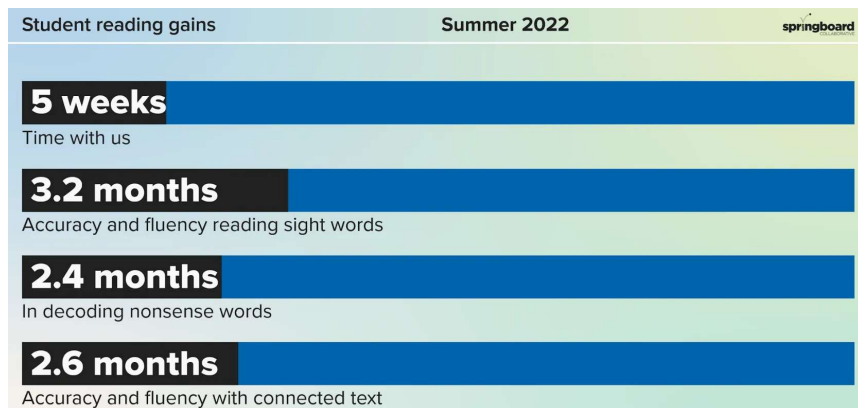 Student reading gains
Summer 2022
springboard
COLLABORATIVE
5 weeks
Time with us
3.2 months
Accuracy and fluency reading sight words
2.4 months
In decoding nonsense words
2.6 months
Accuracy and fluency with connected text